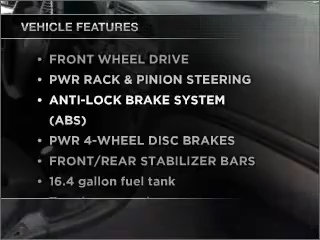 VEHICLE FEATURES
• FRONT WHEEL DRIVE
• PWR RACK & PINION STEERING
• ANTI-LOCK BRAKE SYSTEM
(ABS)
• PWR 4-WHEEL DISC BRAKES
• FRONT/REAR STABILIZER BARS
• 16.4 gallon fuel tank